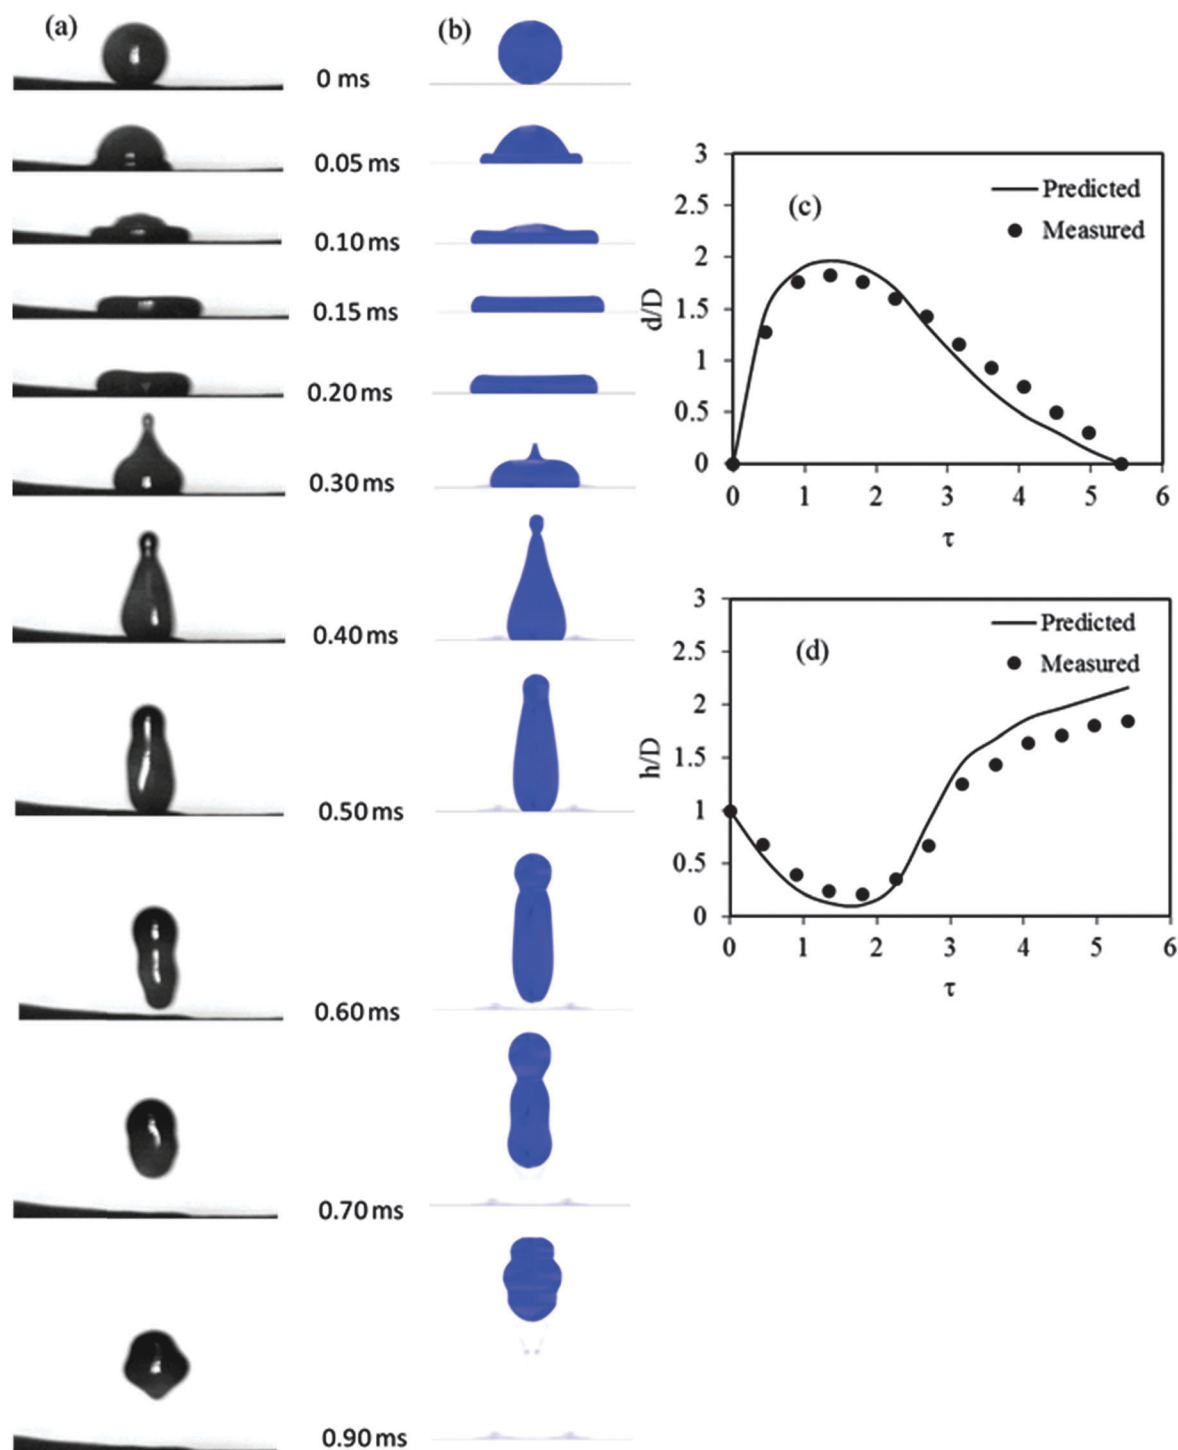 (a)
(b)
0 ms
0.05 ms
0.10 ms
0.15 ms
0.20 ms
0.30 ms
0.40 ms
0.50 ms
0.60 ms
0.70 ms
0.90 ms
3
2.5
2
1.5
1
0.5
0
d/D
(c)
Predicted
Measured
0 1 2 3 4 5 6
τ
3
2.5
2
1.5
1
0.5
0
h/D
(d)
Predicted
Measured
0 1 2 3 4 5 6
τ